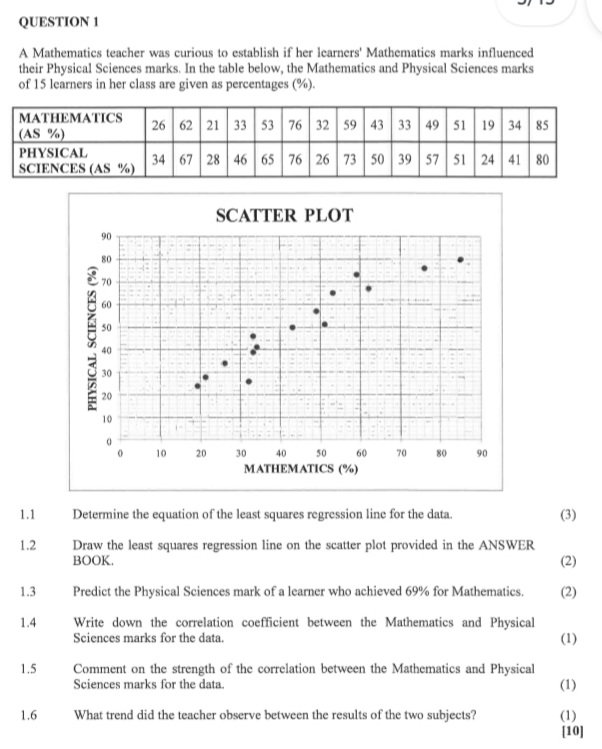 QUESTION 1
A Mathematics teacher was curious to establish if her learners' Mathematics marks influenced
their Physical Sciences marks. In the table below, the Mathematics and Physical Sciences marks
of 15 learners in her class are given as percentages (%).
MATHEMATICS
(AS %) 26 62 21 33 53 76 32 59 43 33 49 51 19 34 85
PHYSICAL
SCIENCES (AS %) 34 67 28 46 65 76 26 73 50 39 57 51 24 41 80
SCATTER PLOT
PHYSICAL SCIENCES (%)
90
80
70
60
50
40
30
20
10
0
0 10 20 30 40 50 60 70 80 90
MATHEMATICS (%)
1.1 Determine the equation of the least squares regression line for the data. (3)
1.2 Draw the least squares regression line on the scatter plot provided in the ANSWER
BOOK. (2)
1.3 Predict the Physical Sciences mark of a learner who achieved 69% for Mathematics. (2)
1.4 Write down the correlation coefficient between the Mathematics and Physical
Sciences marks for the data. (1)
1.5 Comment on the strength of the correlation between the Mathematics and Physical
Sciences marks for the data. (1)
1.6 What trend did the teacher observe between the results of the two subjects? (1)
[10]